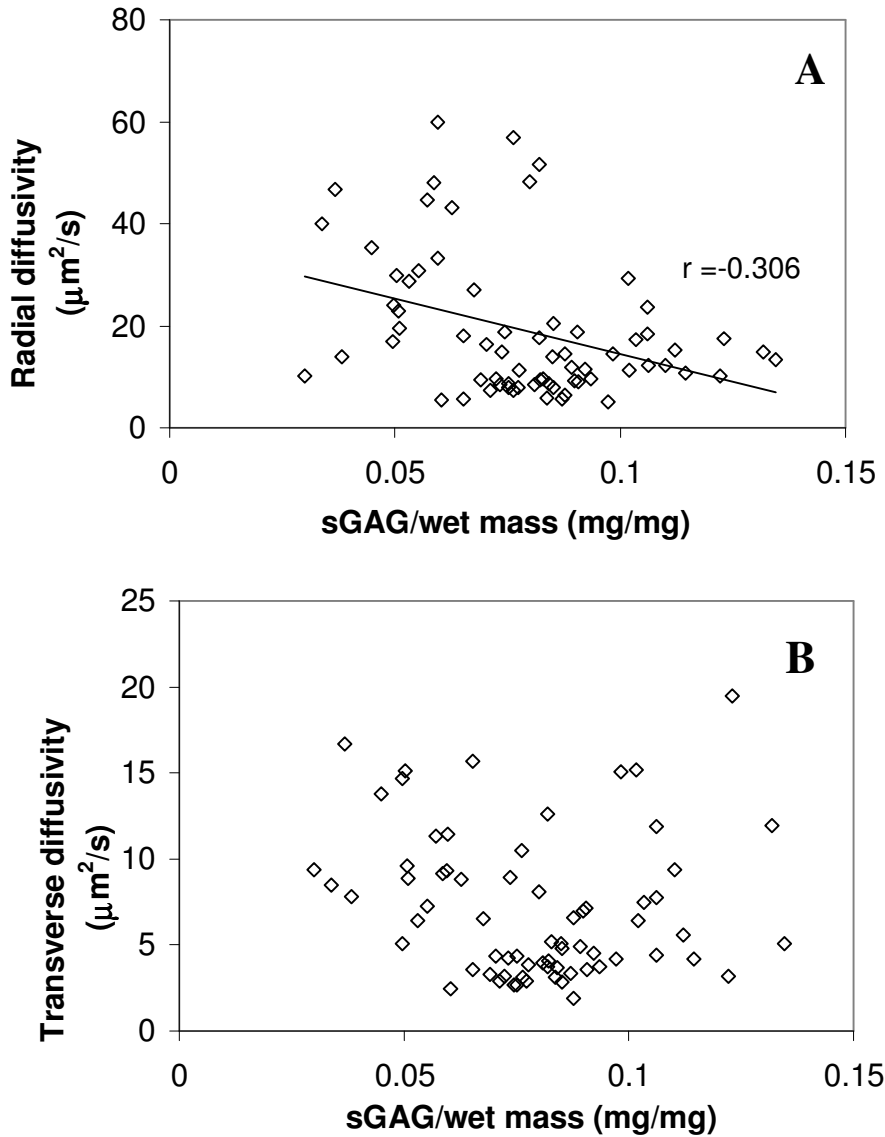 80
60
40
20
0
Radial diffusivity
(μm²/s)
A
r =-0.306
0 0.05 0.1 0.15
sGAG/wet mass (mg/mg)
25
20
15
10
5
0
Transverse diffusivity
(μm²/s)
B
0 0.05 0.1 0.15
sGAG/wet mass (mg/mg)